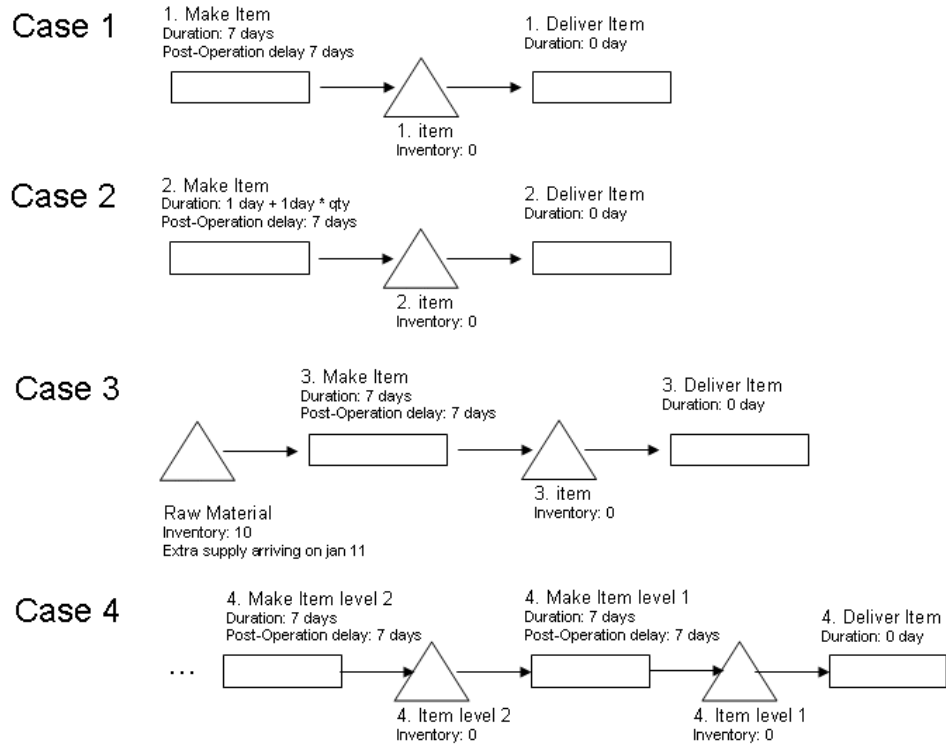 Case 1
1. Make Item
Duration: 7 days
Post-Operation delay 7 days
1. Deliver Item
Duration: 0 day
1. item
Inventory: 0
Case 2
2. Make Item
Duration: 1 day + 1day * qty
Post-Operation delay: 7 days
2. Deliver Item
Duration: 0 day
2. item
Inventory: 0
Case 3
3. Make Item
Duration: 7 days
Post-Operation delay: 7 days
3. Deliver Item
Duration: 0 day
3. item
Inventory: 0
Raw Material
Inventory: 10
Extra supply arriving on jan 11
Case 4
4. Make Item level 2
Duration: 7 days
Post-Operation delay: 7 days
4. Make Item level 1
Duration: 7 days
Post-Operation delay: 7 days
4. Deliver Item
Duration: 0 day
...
4. Item level 2
Inventory: 0
4. Item level 1
Inventory: 0